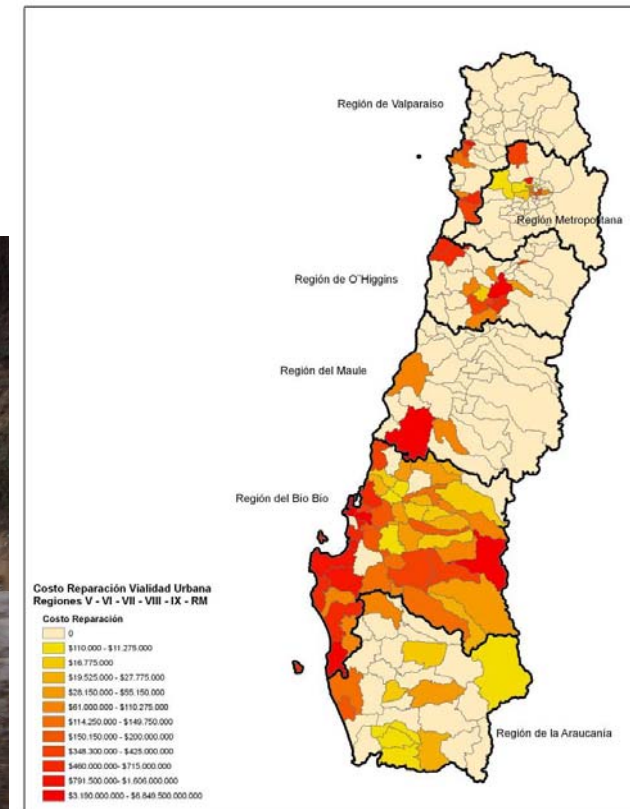 Región de Valparaíso
Región Metropolitana
Región de O¨Higgins
Región del Maule
Región del Bio Bio
Región de la Araucanía
Costo Reparación Vialidad Urbana
Regiones V - VI - VII - VIII - IX - RM
Costo Reparación
0
$110.000 - $11.275.000
$16.775.000
$19.525.000 - $27.775.000
$28.150.000 - $55.150.000
$61.000.000 - $110.275.000
$114.250.000 - $149.750.000
$150.150.000 - $200.000.000
$348.300.000 - $425.000.000
$460.000.000- $715.000.000
$791.500.000- $1.606.000.000
$3.150.000.000 - $6.849.500.000.000